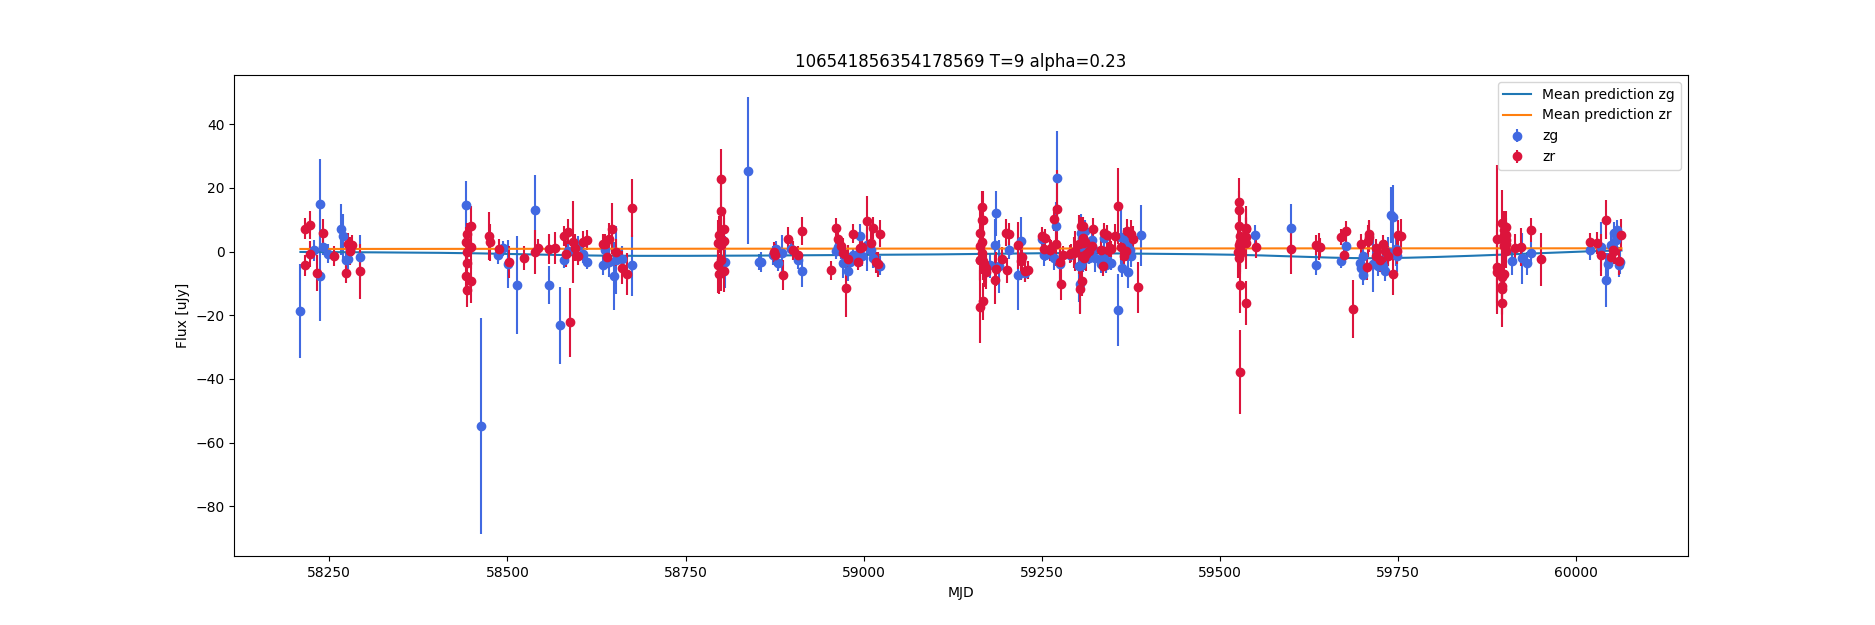 106541856354178569 T=9 alpha=0.23
Mean prediction zg
Mean prediction zr
zg
zr
Flux [uJy]
40
20
0
−20
−40
−60
−80
58250 58500 58750 59000 59250 59500 59750 60000
MJD